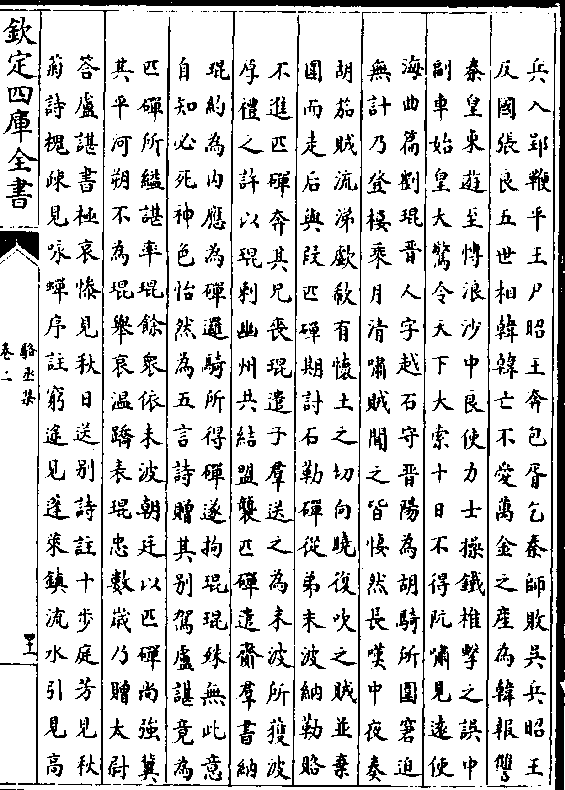 兵入郢鞭平王尸昭王奔包胥乞秦師敗吳兵昭王
反國張良五世相韓韓亡不愛萬金之產為韓報讐
秦皇東遊至愽浪沙中良使力士操鐵椎擊之誤中
副車始皇大驚令天下大索十日不得阮嘯見遠使
海曲篇劉琨晉人字越石守晉陽為胡騎所圍窘迫
無計乃登樓乘月清嘯賊聞之皆悽然長嘆中夜奏
胡笳賊流涕歔欷有懷土之切向曉復吹之賊並棄
圍而走后與段匹磾期討石勒磾從弟末波納勒賂
不進匹磾奔其兄喪琨遣子羣送之為末波所獲波
厚禮之許以琨刺幽州共結盟襲匹磾遣齎羣書納
琨約為内應為磾邏騎所得磾遂拘琨琨殊無此意
自知必死神色怡然為五言詩贈其别駕盧諶竟為
匹磾所縊諶率琨餘衆依末波朝廷以匹磾尚強冀
其平河朔不為琨舉哀温蹻表琨忠數歲乃贈太尉
答盧諶書極哀慘見秋日送别詩註十步庭芳見秋
菊詩槐疎見咏蟬序註窮途見蓬萊鎮流水引見高
欽定四庫全書
駱丞集
卷二